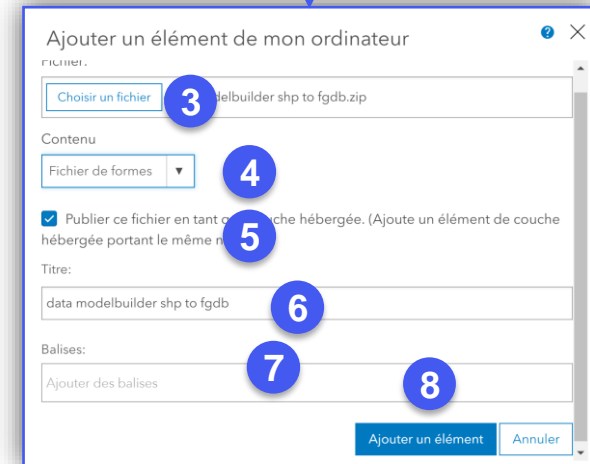 Ajouter un élément de mon ordinateur
?
Fichier:
Choisir un fichier 3 delbuilder shp to fgdb.zip
Contenu
Fichier de formes 4
Publier ce fichier en tant couche hébergée. (Ajoute un élément de couche
hébergée portant le même 5
Titre:
data modelbuilder shp to fgdb 6
Balises:
7
Ajouter des balises 8
Ajouter un élément Annuler